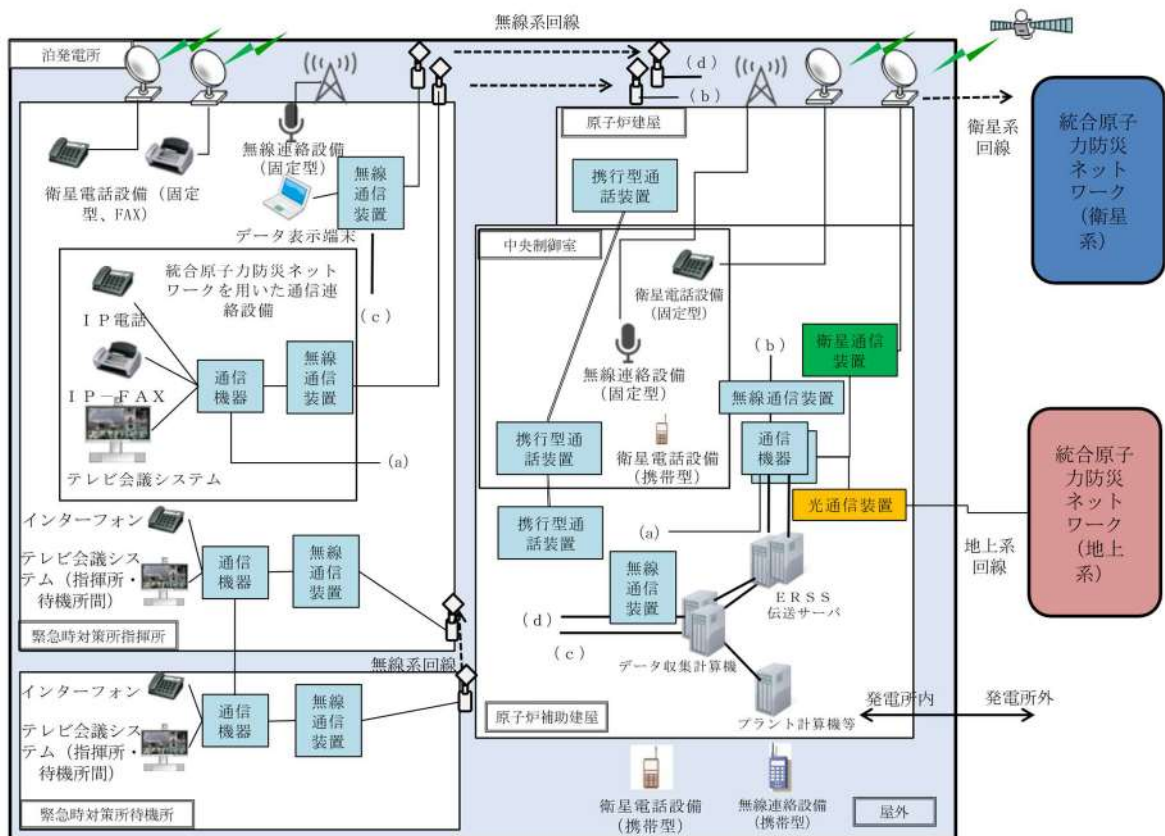 無線系回線
泊発電所
(d)
(b)
原子炉建屋
衛星系
回線
統合原子
力防災
ネット
ワーク
(衛星
系)
無線連絡設備
(固定型)
衛星電話設備（固定
型、FAX）
無線
通信
装置
データ表示端末
携行型通
話装置
中央制御室
統合原子力防災ネット
ワークを用いた通信連
絡設備
(c)
ＩＰ電話
衛星電話設備
(固定型)
衛星通信
装置
無線連絡設備
(固定型)
(b)
無線通信装置
通信
機器
無線
通信
装置
ＩＰ－ＦＡＸ
(a)
テレビ会議システム
携行型通
話装置
衛星電話設備
(携帯型)
通信
機器
光通信装置
統合原子
力防災
ネット
ワーク
(地上
系)
地上系
回線
携行型通
話装置
(a)
インターフォン
テレビ会議シス
テム（指揮所・
待機所間）
通信
機器
無線
通信
装置
緊急時対策所指揮所
無線
通信
装置
ＥＲＳＳ
伝送サーバ
(d)
(c)
データ収集計算機
無線系回線
インターフォン
テレビ会議シス
テム（指揮所・
待機所間）
通信
機器
無線
通信
装置
緊急時対策所待機所
原子炉補助建屋
プラント計算機等
発電所内
発電所外
衛星電話設備
(携帯型)
無線連絡設備
(携帯型)
屋外